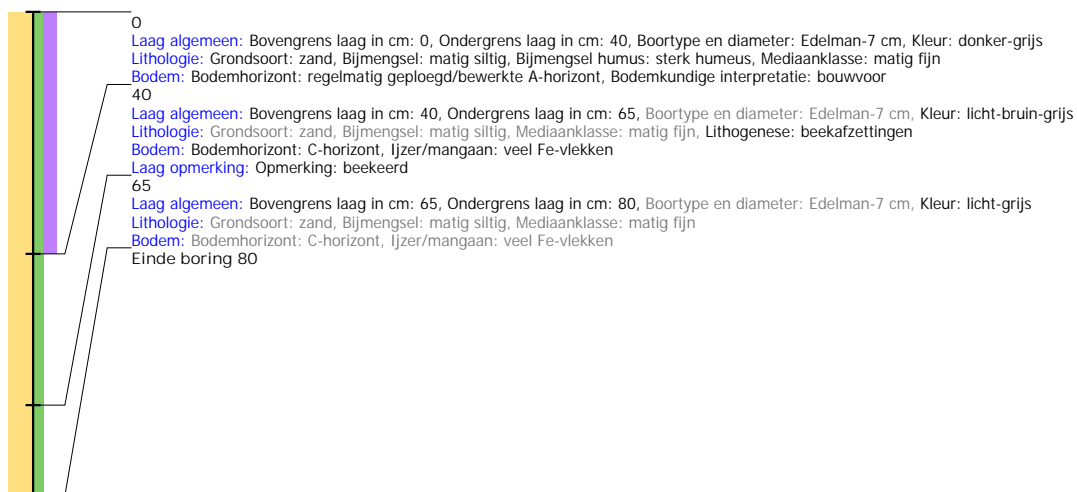 0
Laag algemeen: Bovengrens laag in cm: 0, Ondergrens laag in cm: 40, Boortype en diameter: Edelman-7 cm, Kleur: donker-grijs
Lithologie: Grondsoort: zand, Bijmengsel: matig siltig, Bijmengsel humus: sterk humeus, Mediaanklasse: matig fijn
Bodem: Bodemhorizont: regelmatig geploegd/bewerkte A-horizont, Bodemkundige interpretatie: bouwvoor
40
Laag algemeen: Bovengrens laag in cm: 40, Ondergrens laag in cm: 65, Boortype en diameter: Edelman-7 cm, Kleur: licht-bruin-grijs
Lithologie: Grondsoort: zand, Bijmengsel: matig siltig, Mediaanklasse: matig fijn, Lithogenese: beekafzettingen
Bodem: Bodemhorizont: C-horizont, Ijzer/mangaan: veel Fe-vlekken
Laag opmerking: Opmerking: beekeerd
65
Laag algemeen: Bovengrens laag in cm: 65, Ondergrens laag in cm: 80, Boortype en diameter: Edelman-7 cm, Kleur: licht-grijs
Lithologie: Grondsoort: zand, Bijmengsel: matig siltig, Mediaanklasse: matig fijn
Bodem: Bodemhorizont: C-horizont, Ijzer/mangaan: veel Fe-vlekken
Einde boring 80